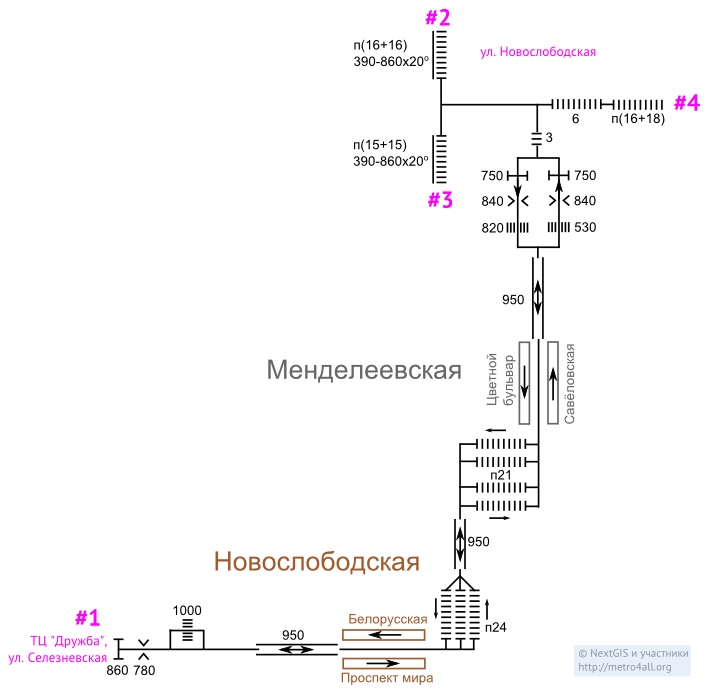 #2
п(16+16)
390-860x20°
ул. Новослободская
#4
6
п(16+18)
3
п(15+15)
390-860x20°
#3
750
750
840
840
820
530
950
Менделеевская
Цветной
бульвар
Савёловская
п21
950
Новослободская
#1
ТЦ "Дружба",
ул. Селезневская
860
780
1000
950
Белорусская
Проспект мира
п24
© NextGIS и участники
http://metro4all.org